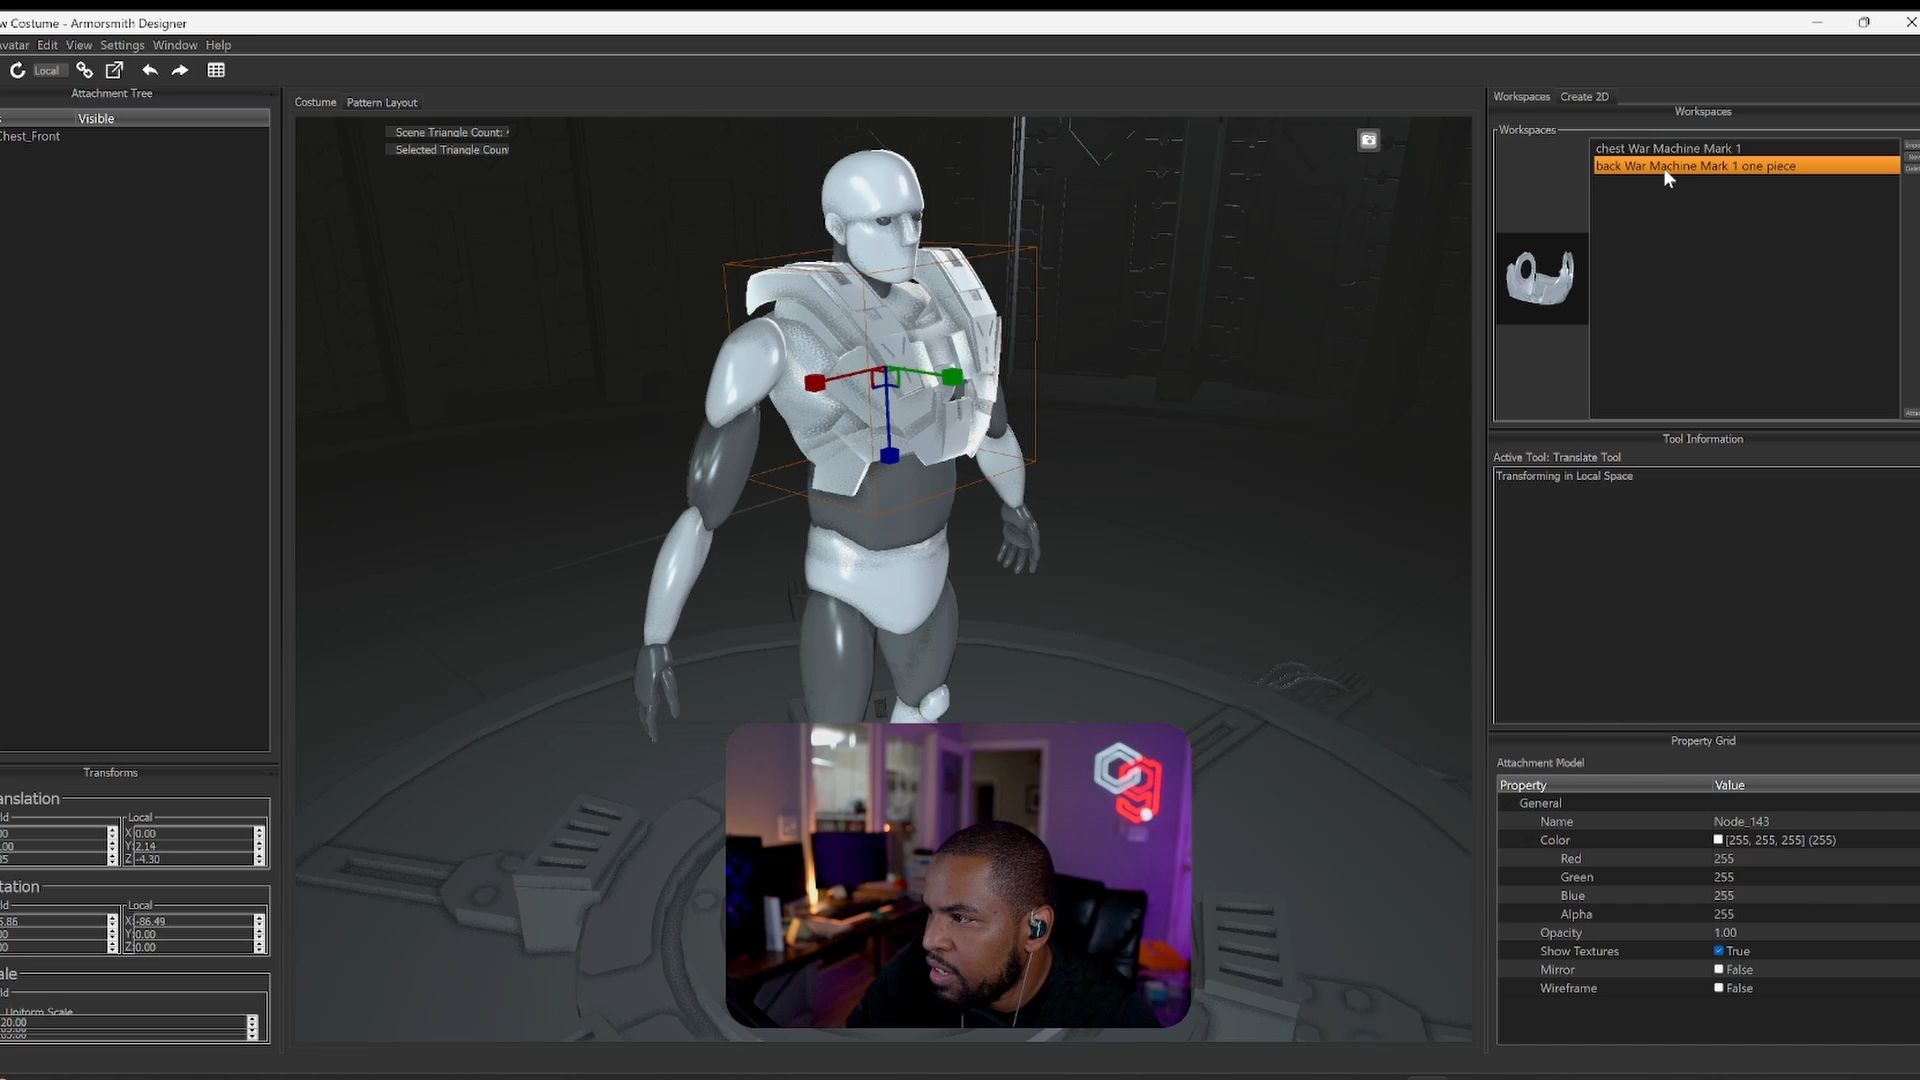 w Costume - Armorsmith Designer
Avatar Edit View Settings Window Help
Local
Attachment Tree
Visible
Chest_Front
Costume Pattern Layout
Scene Triangle Count:
Selected Triangle Coun
Workspaces Create 2D
Workspaces
Workspaces
chest War Machine Mark 1
back War Machine Mark 1 one piece
Tool Information
Active Tool: Translate Tool
Transforming in Local Space
Property Grid
Attachment Model
Property Value
General
Name Node_143
Color [255, 255, 255] (255)
Red 255
Green 255
Blue 255
Alpha 255
Opacity 1.00
Show Textures True
Mirror False
Wireframe False
Transforms
anslation
Local
X 0.00
Y 2.14
Z -4.30
tation
Local
X -86.49
Y 0.00
Z 0.00
ale
Uniform Scale
20.00